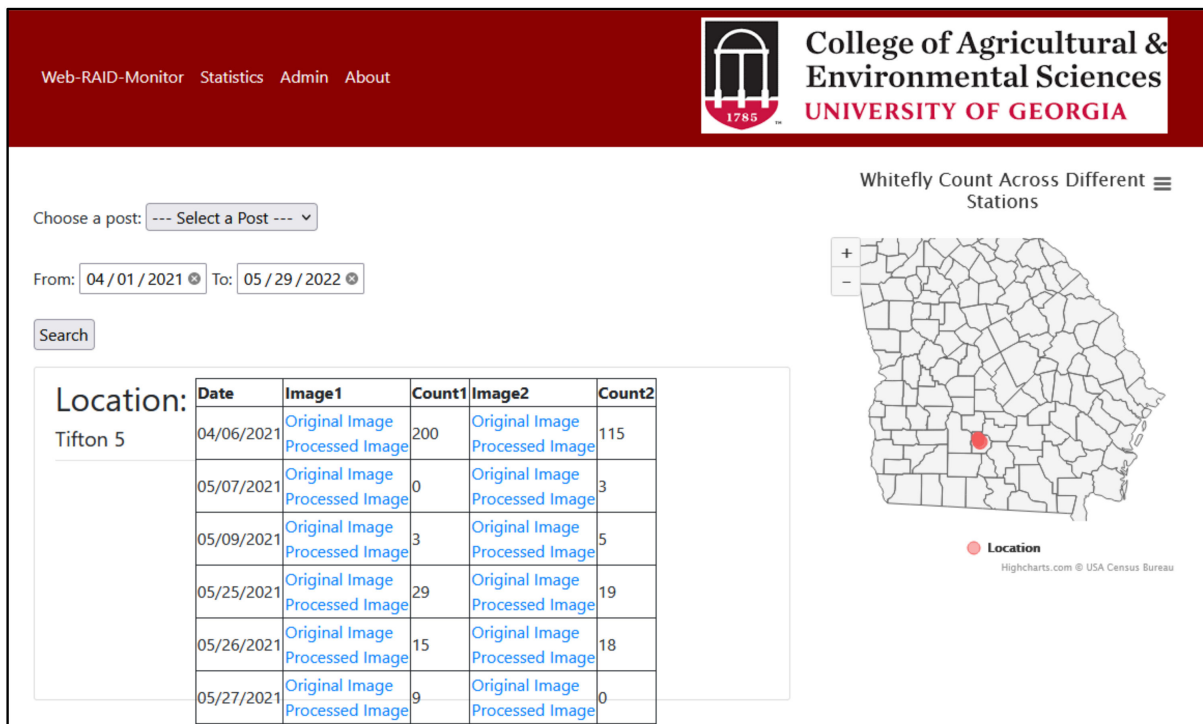 Web-RAID-Monitor Statistics Admin About
1785
TM
College of Agricultural &
Environmental Sciences
UNIVERSITY OF GEORGIA
Choose a post: --- Select a Post ---
From: 04/01/2021 To: 05/29/2022
Search
Location:
Tifton 5
Date Image1 Count1 Image2 Count2
04/06/2021 Original Image Processed Image 200 Original Image Processed Image 115
05/07/2021 Original Image Processed Image 0 Original Image Processed Image 3
05/09/2021 Original Image Processed Image 3 Original Image Processed Image 5
05/25/2021 Original Image Processed Image 29 Original Image Processed Image 19
05/26/2021 Original Image Processed Image 15 Original Image Processed Image 18
05/27/2021 Original Image Processed Image 9 Original Image Processed Image 0
Whitefly Count Across Different
Stations
+
−
Location
Highcharts.com © USA Census Bureau